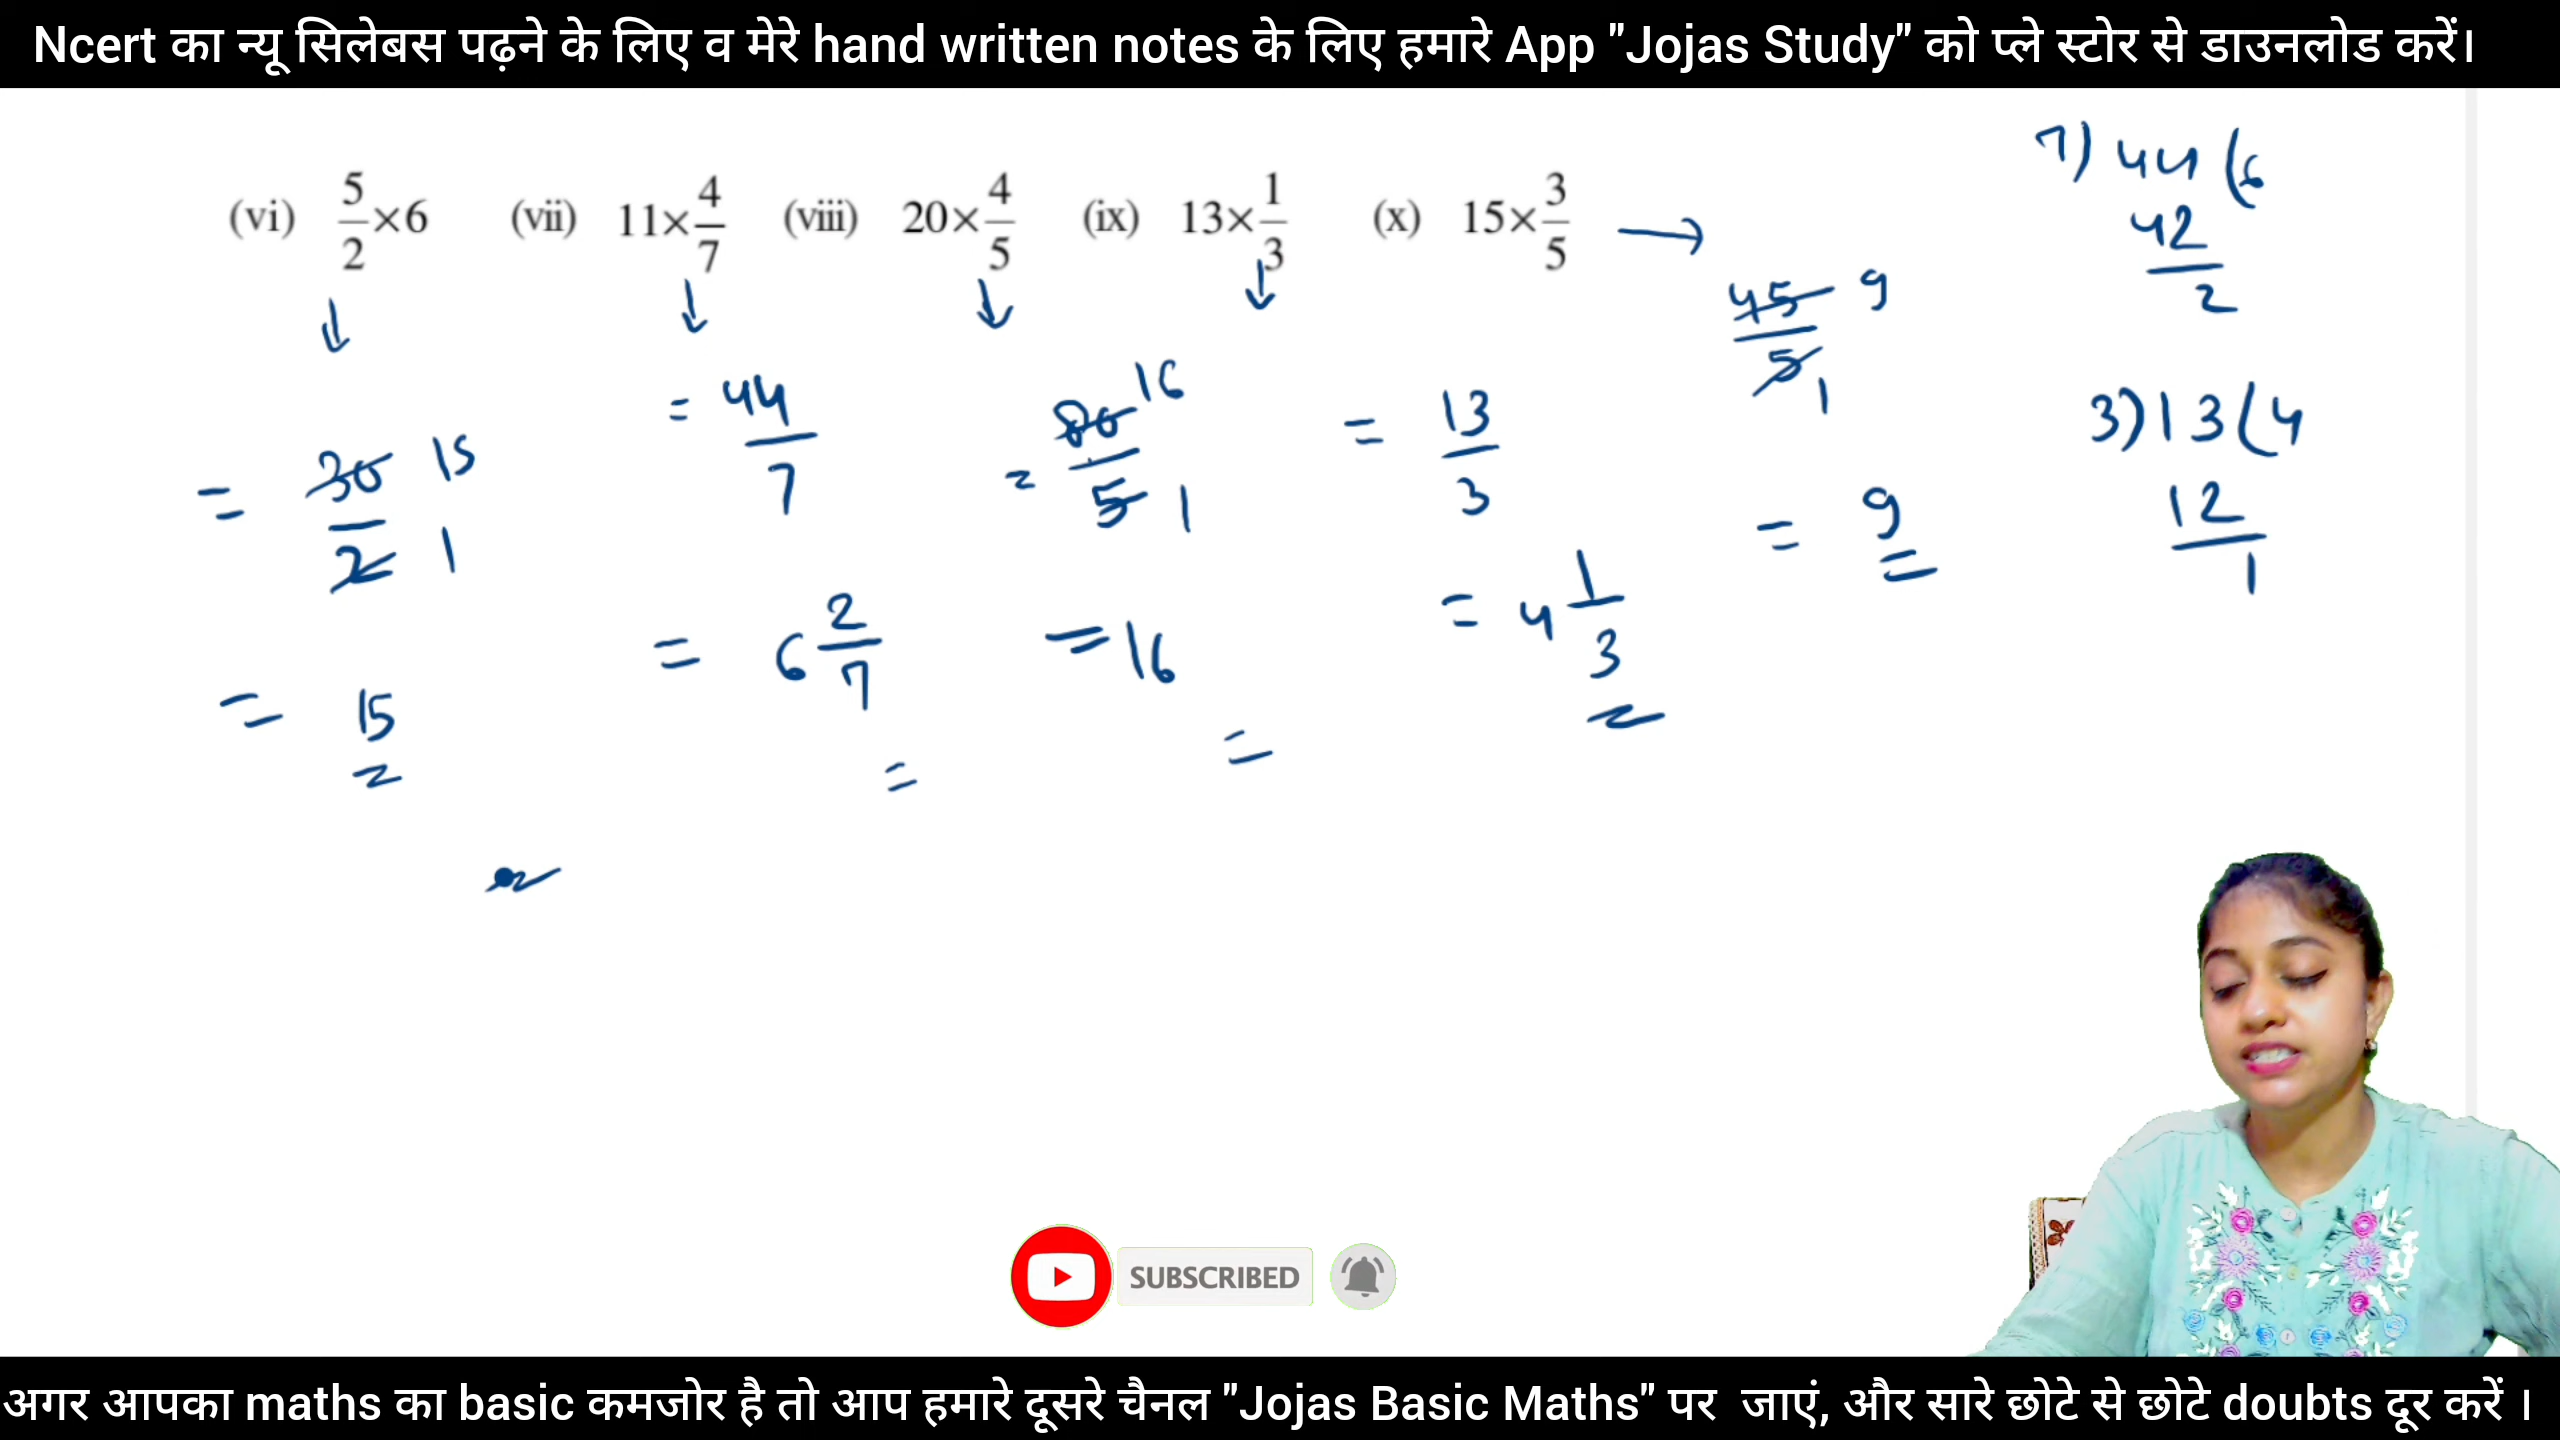 Ncert का न्यू सिलेबस पढ़ने के लिए व मेरे hand written notes के लिए हमारे App "Jojas Study" को प्ले स्टोर से डाउनलोड करें।
(vi) 5/2 ×6 (vii) 11× 4/7 (viii) 20× 4/5 (ix) 13× 1/3 (x) 15× 3/5 →
↓ ↓ ↓ ↓
= 30/2 15 1
= 15
= 44/7
= 6 2/7
= 80/5 16 1
= 16
= 13/3
= 4 1/3
45/5 9 1
= 9
7) 44 (6
42
2
3) 13 (4
12
1
SUBSCRIBED
अगर आपका maths का basic कमजोर है तो आप हमारे दूसरे चैनल "Jojas Basic Maths" पर जाएं, और सारे छोटे से छोटे doubts दूर करें ।